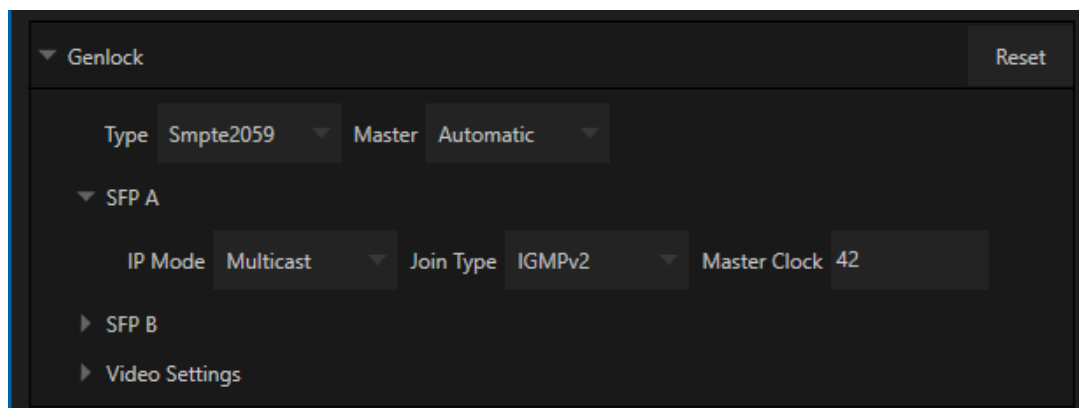 Genlock Reset
Type Smpte2059 Master Automatic
SFP A
IP Mode Multicast Join Type IGMPv2 Master Clock 42
SFP B
Video Settings